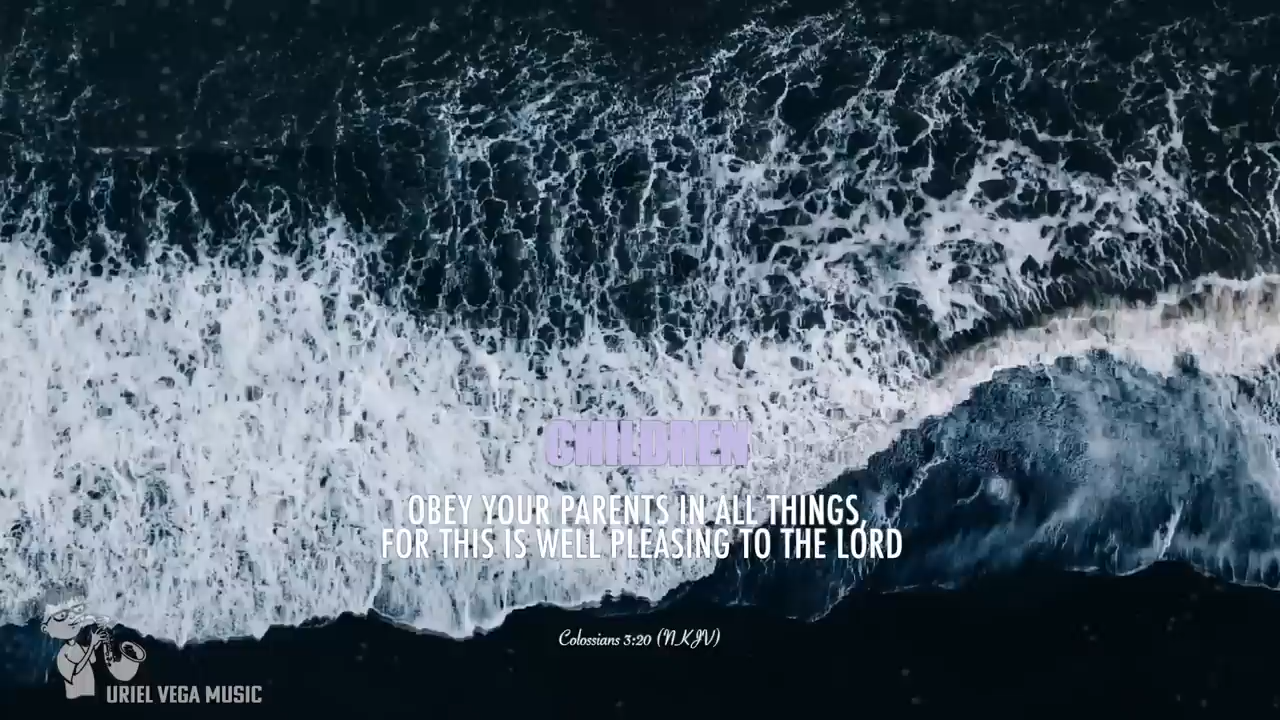 CHILDREN
OBEY YOUR PARENTS IN ALL THINGS,
FOR THIS IS WELL PLEASING TO THE LORD
Colossians 3:20 (NKJV)
URIEL VEGA MUSIC